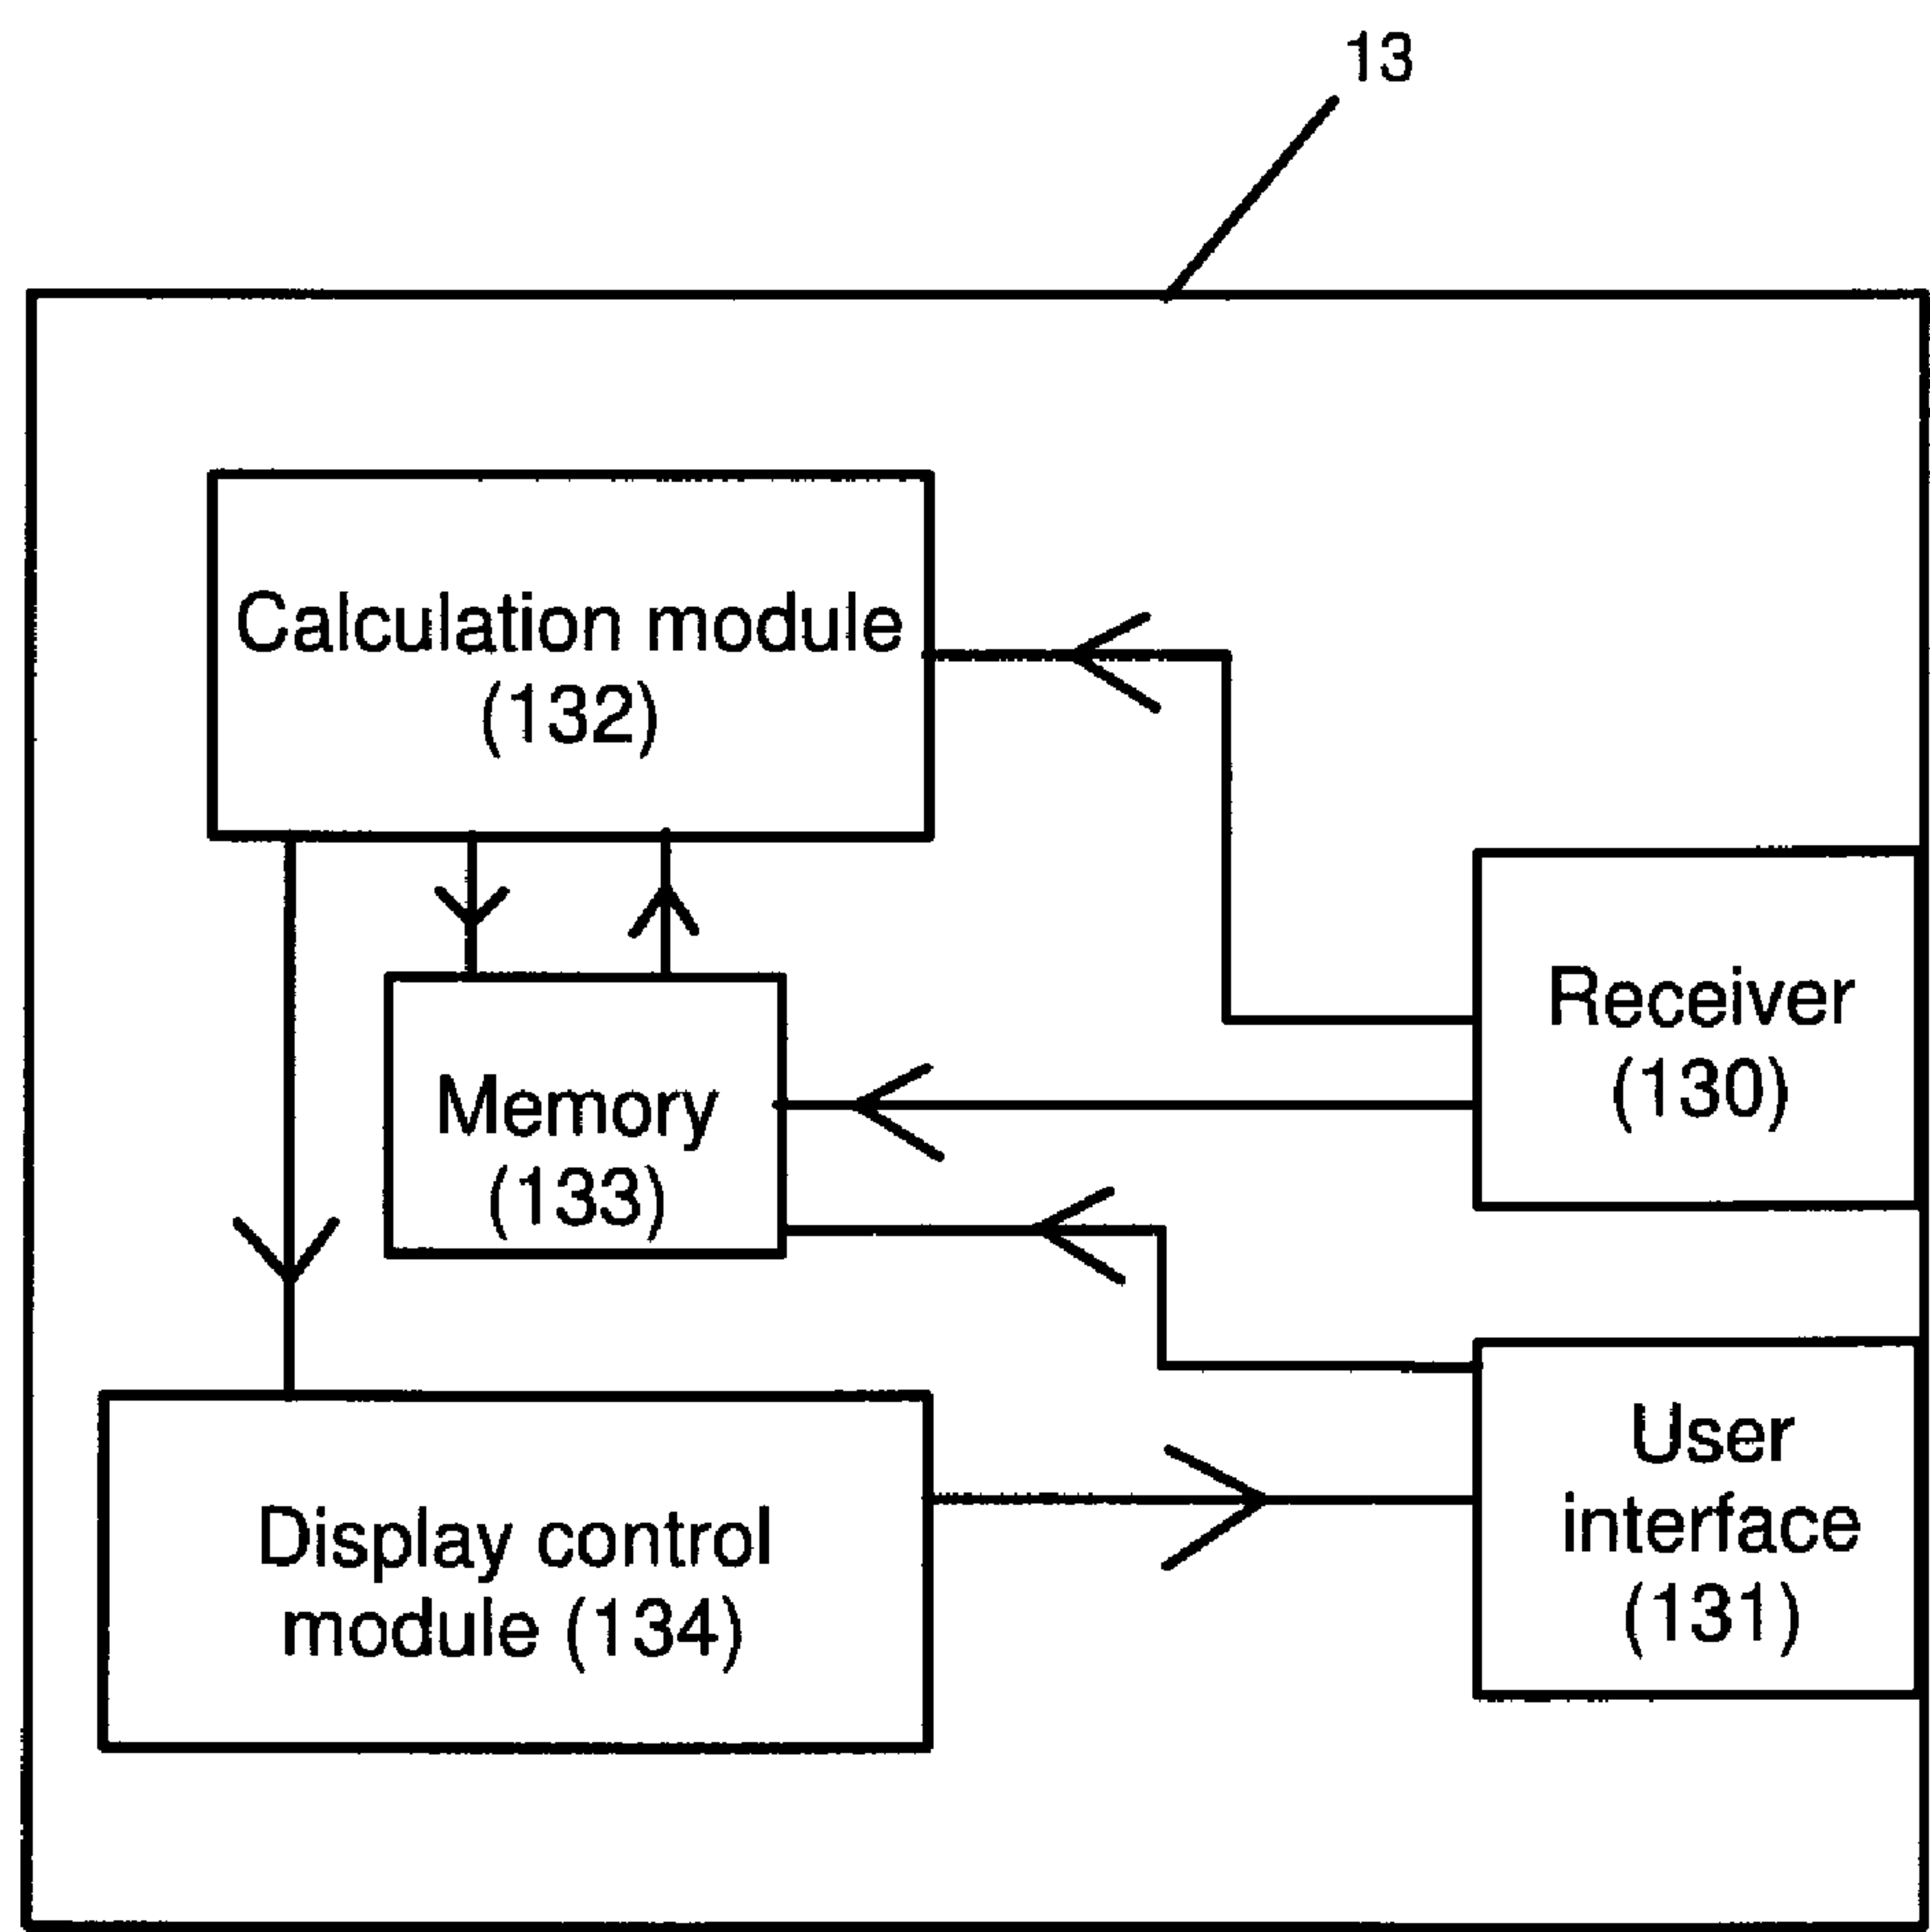 13
Calculation module
(132)
Receiver
(130)
Memory
(133)
User
interface
(131)
Display control
module (134)